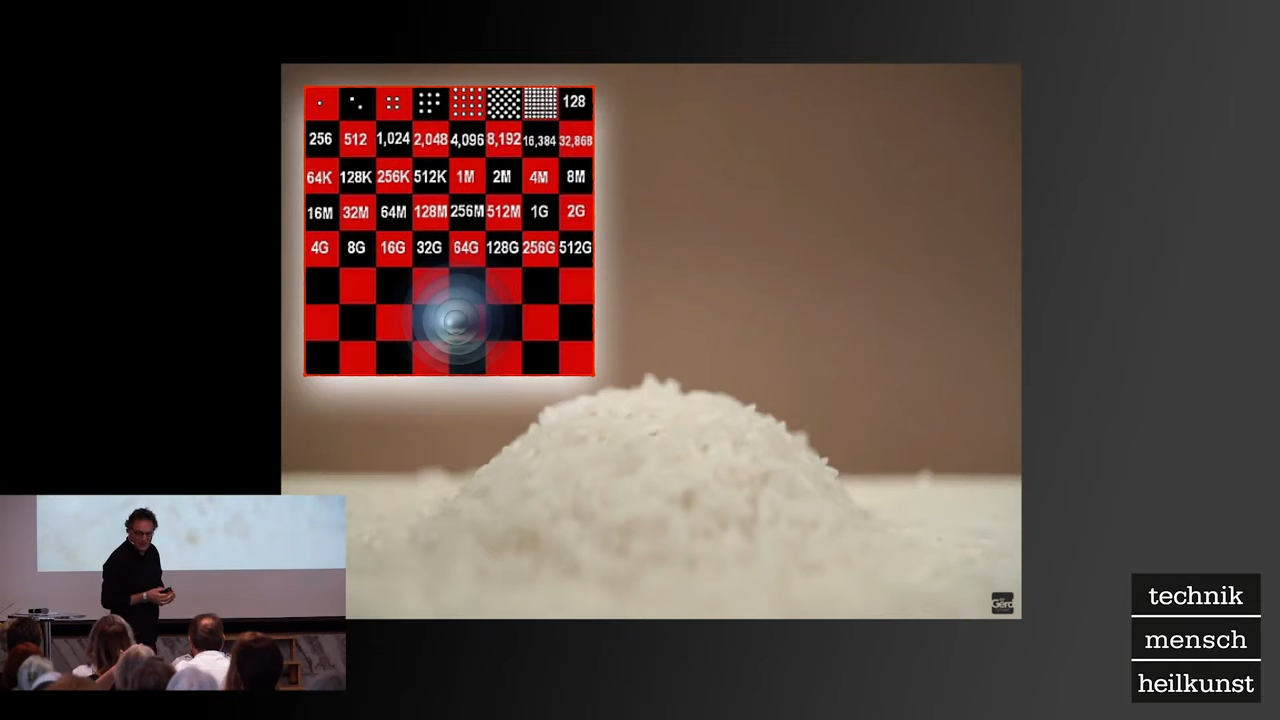 128
256 512 1,024 2,048 4,096 8,192 16,384 32,868
64K 128K 256K 512K 1M 2M 4M 8M
16M 32M 64M 128M 256M 512M 1G 2G
4G 8G 16G 32G 64G 128G 256G 512G
Gerd
technik
mensch
heilkunst